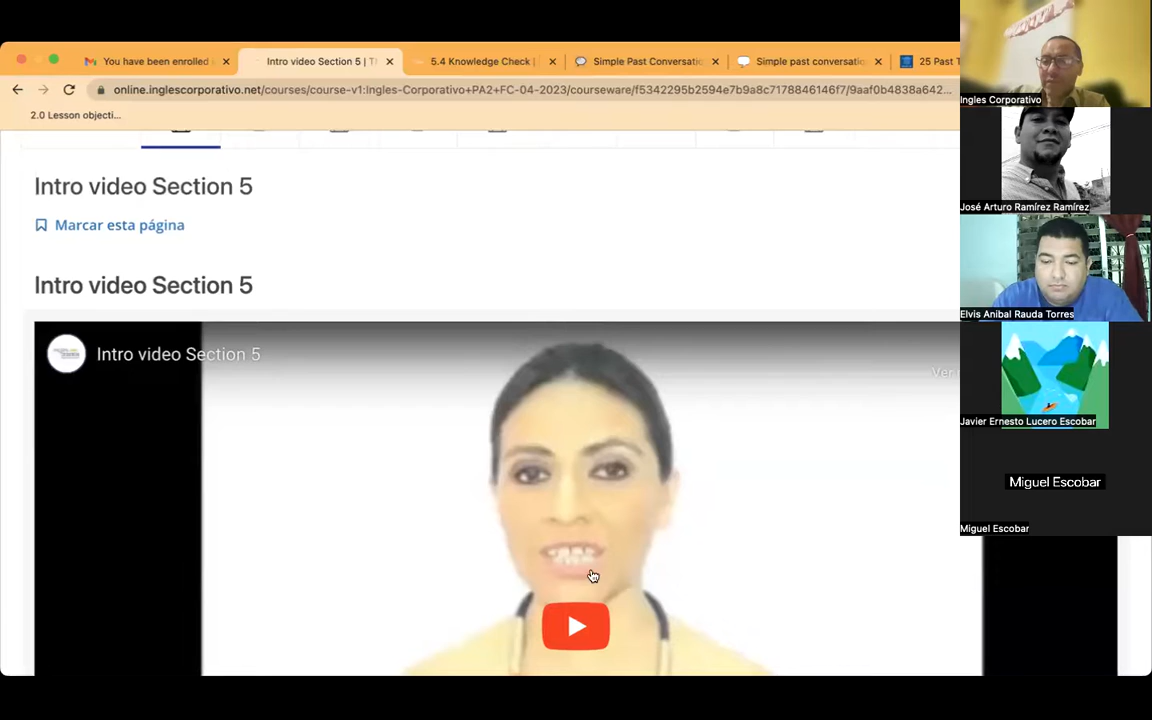 You have been enrolled
Intro video Section 5 | T
5.4 Knowledge Check |
Simple Past Conversatio
Simple past conversatio
25 Past T
online.inglescorporativo.net/courses/course-v1:Ingles-Corporativo+PA2+FC-04-2023/courseware/f5342295b2594e7b9a8c7178846146f7/9aaf0b4838a642...
2.0 Lesson objecti...
Intro video Section 5
Marcar esta página
Intro video Section 5
Intro video Section 5
Ver
Ingles Corporativo
José Arturo Ramírez Ramírez
Elvis Anibal Rauda Torres
Javier Ernesto Lucero Escobar
Miguel Escobar
Miguel Escobar